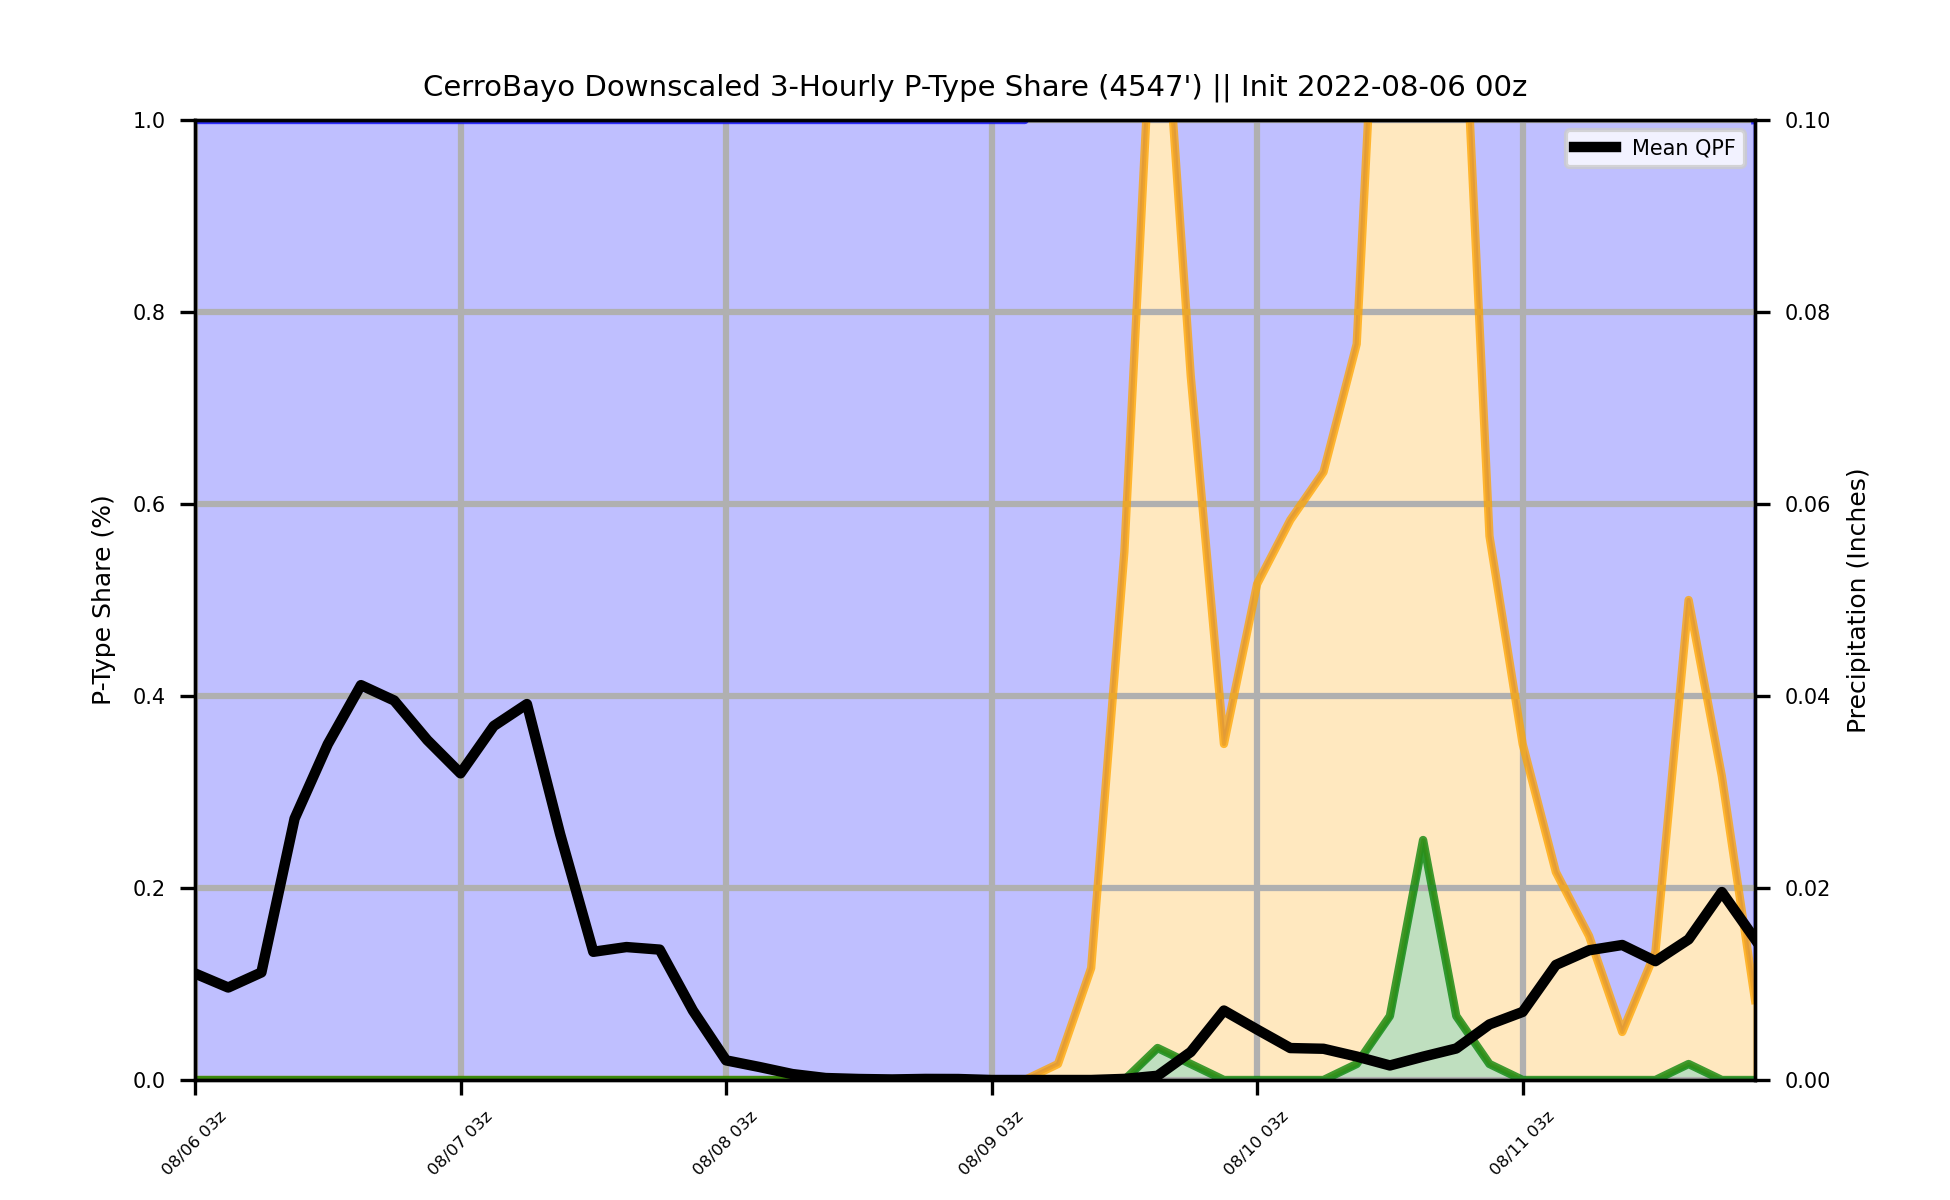 CerroBayo Downscaled 3-Hourly P-Type Share (4547') || Init 2022-08-06 00z
Mean QPF
P-Type Share (%)
1.0
0.8
0.6
0.4
0.2
0.0
0.10
0.08
0.06
0.04
0.02
0.00
Precipitation (Inches)
08/06 03z
08/07 03z
08/08 03z
08/09 03z
08/10 03z
08/11 03z